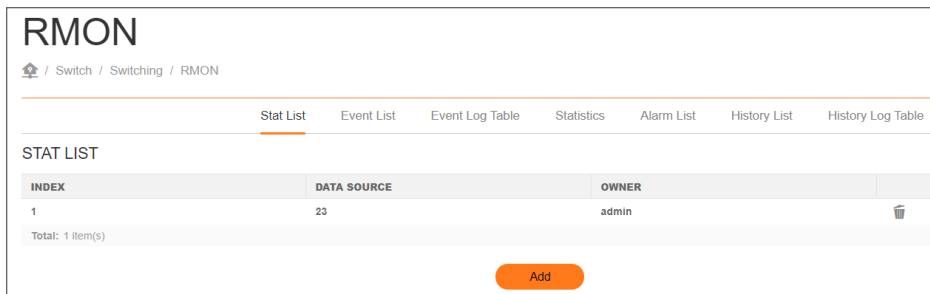 RMON
/ Switch / Switching / RMON
Stat List Event List Event Log Table Statistics Alarm List History List History Log Table
STAT LIST
INDEX DATA SOURCE OWNER
1 23 admin
Total: 1 item(s)
Add